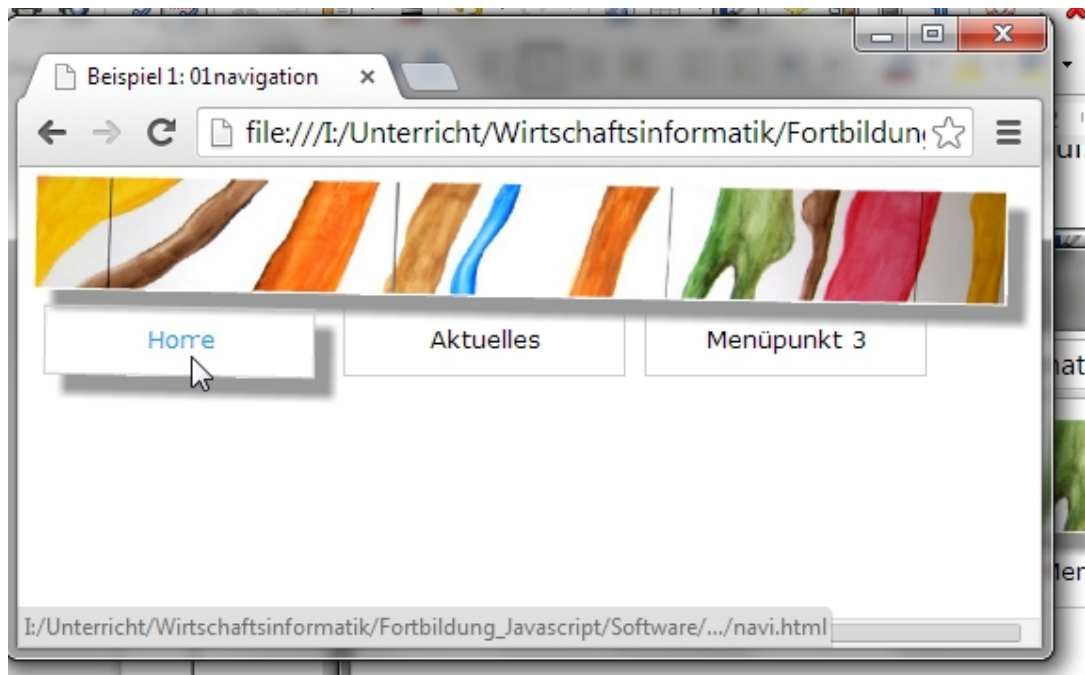 Beispiel 1: 01navigation
file:///I:/Unterricht/Wirtschaftsinformatik/Fortbildun
Home
Aktuelles
Menüpunkt 3
I:/Unterricht/Wirtschaftsinformatik/Fortbildung_Javascript/Software/.../navi.html